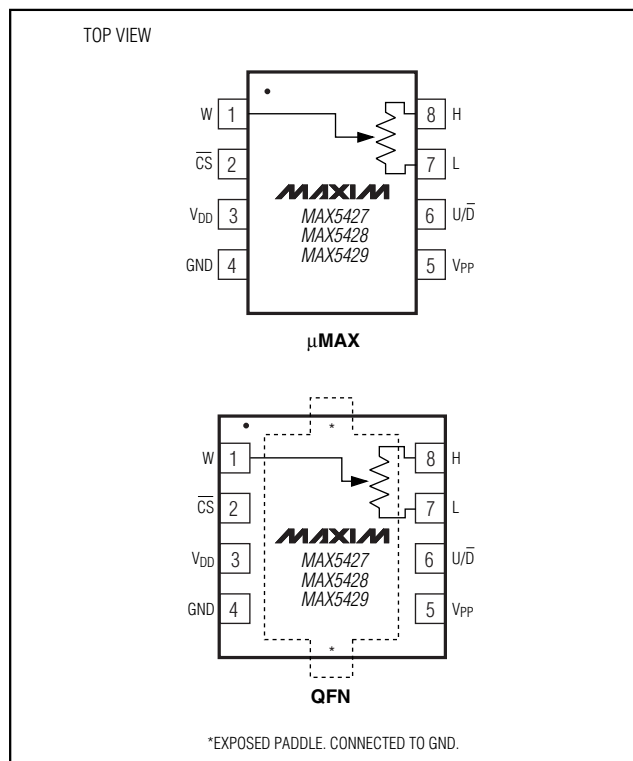 TOP VIEW
W 1 8 H
C̅S̅ 2 7 L
VDD 3 6 U/D̅
GND 4 5 VPP
MAXIM
MAX5427
MAX5428
MAX5429
μMAX
*
W 1 8 H
C̅S̅ 2 7 L
VDD 3 6 U/D̅
GND 4 5 VPP
MAXIM
MAX5427
MAX5428
MAX5429
*
QFN
*EXPOSED PADDLE. CONNECTED TO GND.